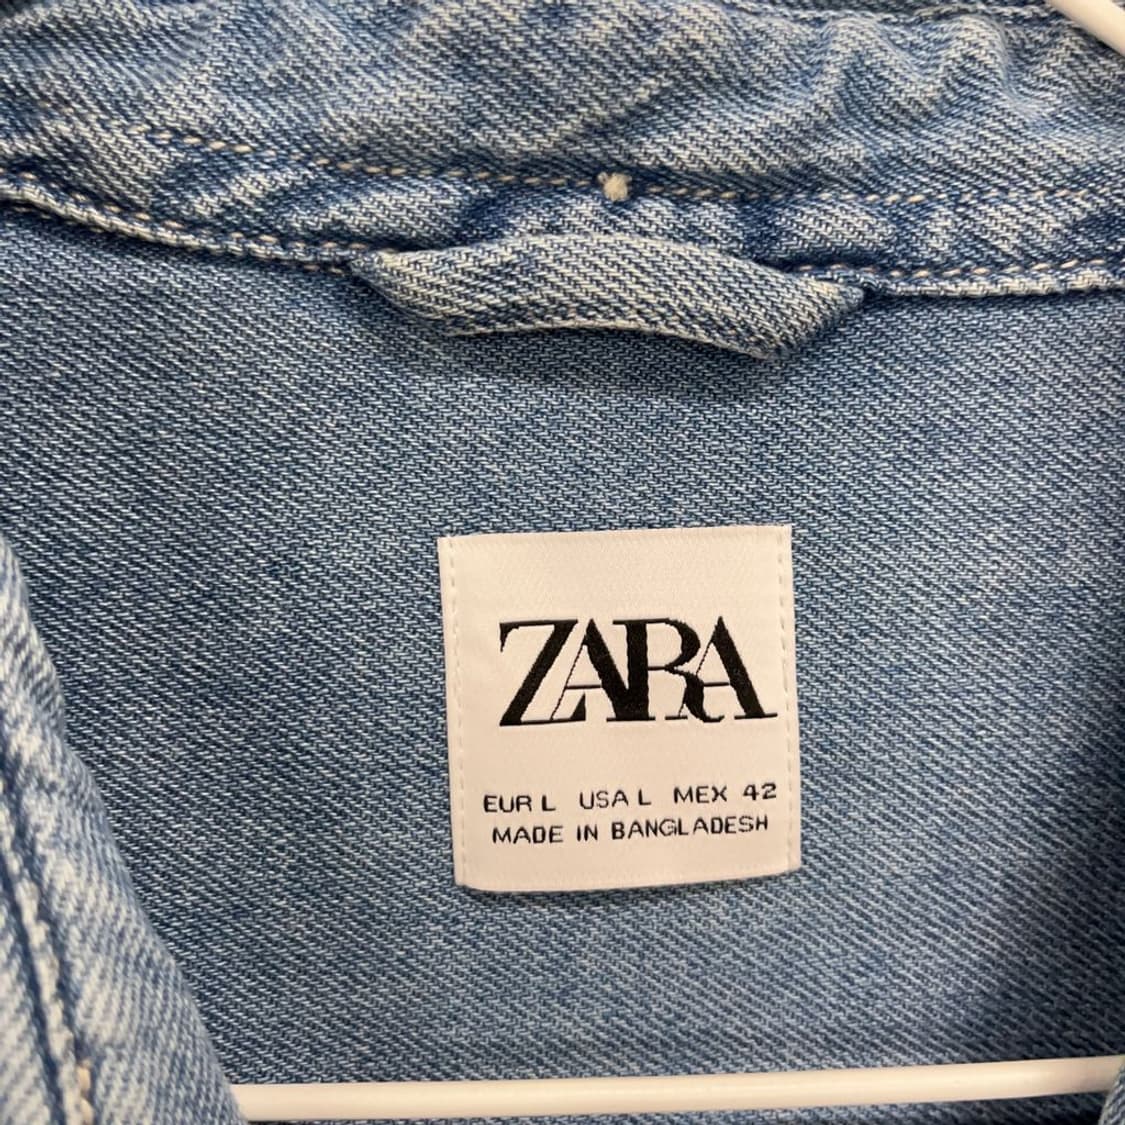 ZARA
EUR L USA L MEX 42
MADE IN BANGLADESH